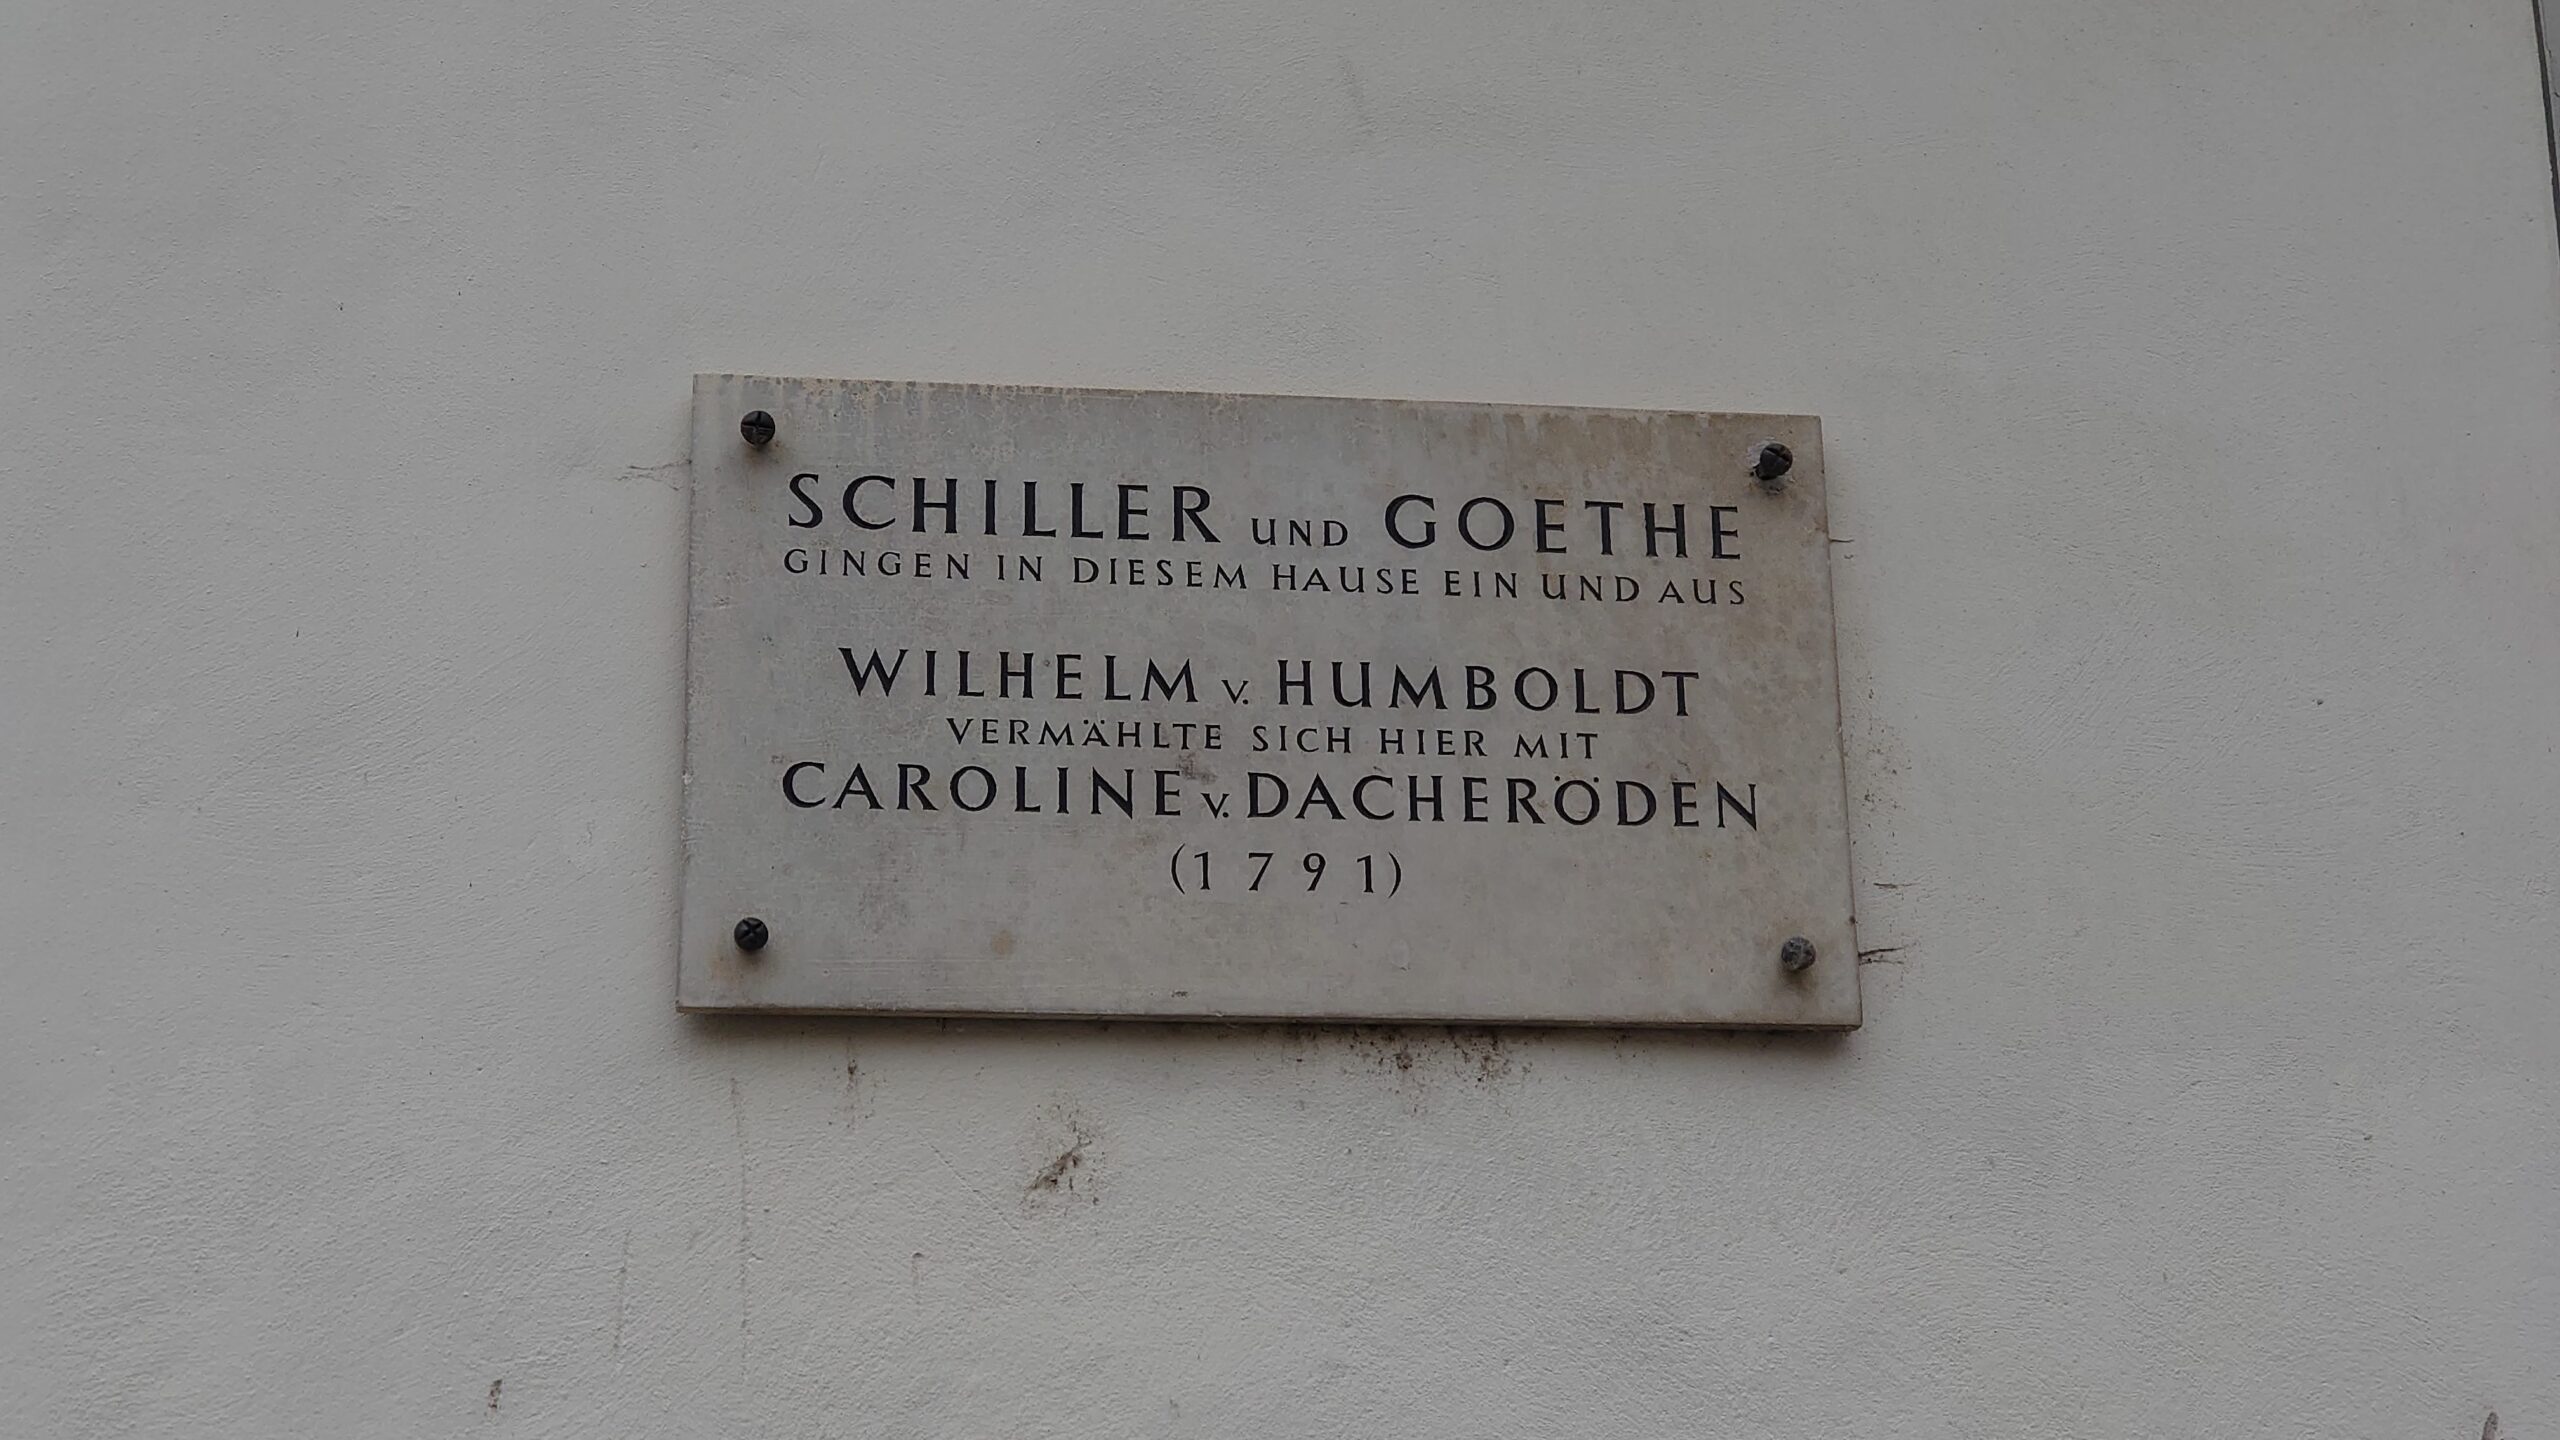 SCHILLER UND GOETHE
GINGEN IN DIESEM HAUSE EIN UND AUS
WILHELM V. HUMBOLDT
VERMÄHLTE SICH HIER MIT
CAROLINE V. DACHERÖDEN
(1791)